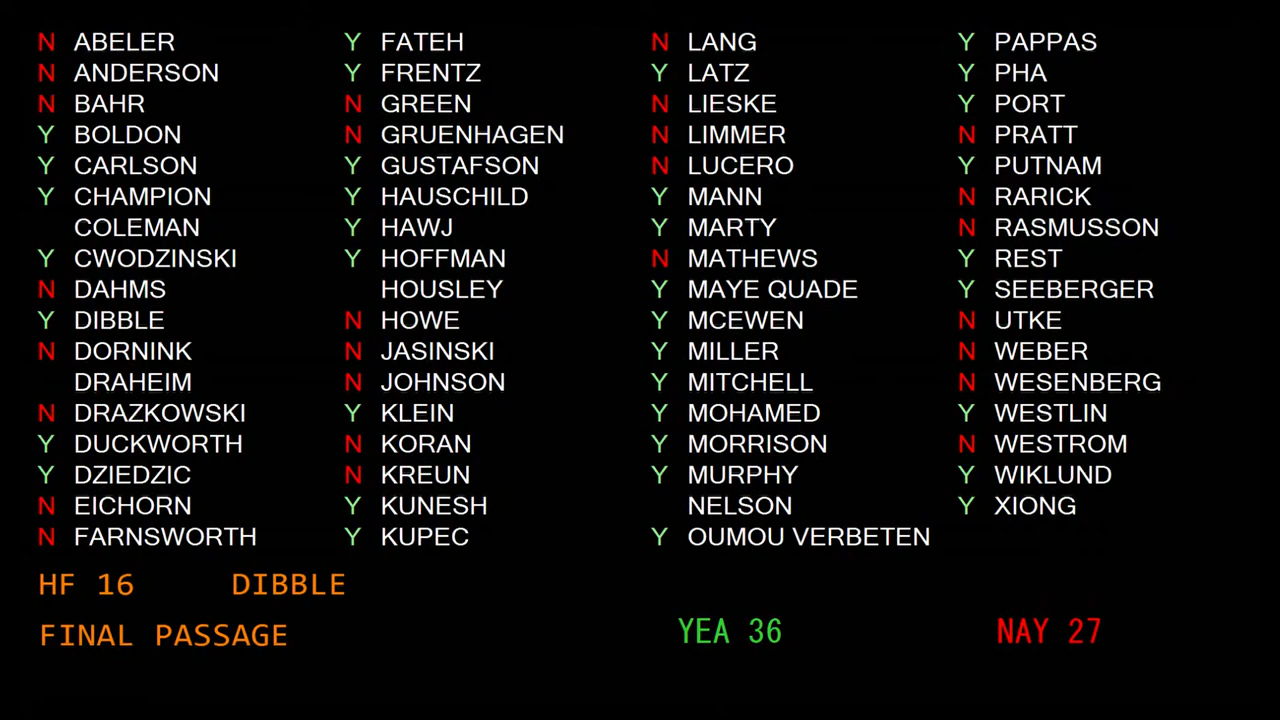 N ABELER Y FATEH N LANG Y PAPPAS
N ANDERSON Y FRENTZ Y LATZ Y PHA
N BAHR N GREEN N LIESKE Y PORT
Y BOLDON N GRUENHAGEN N LIMMER N PRATT
Y CARLSON Y GUSTAFSON N LUCERO Y PUTNAM
Y CHAMPION Y HAUSCHILD Y MANN N RARICK
COLEMAN Y HAWJ Y MARTY N RASMUSSON
Y CWODZINSKI Y HOFFMAN N MATHEWS Y REST
N DAHMS HOUSLEY Y MAYE QUADE Y SEEBERGER
Y DIBBLE N HOWE Y MCEWEN N UTKE
N DORNINK N JASINSKI Y MILLER N WEBER
DRAHEIM N JOHNSON Y MITCHELL N WESENBERG
N DRAZKOWSKI Y KLEIN Y MOHAMED Y WESTLIN
Y DUCKWORTH N KORAN Y MORRISON N WESTROM
Y DZIEDZIC N KREUN Y MURPHY Y WIKLUND
N EICHORN Y KUNESH NELSON Y XIONG
N FARNSWORTH Y KUPEC Y OUMOU VERBETEN
HF 16 DIBBLE
FINAL PASSAGE YEA 36 NAY 27